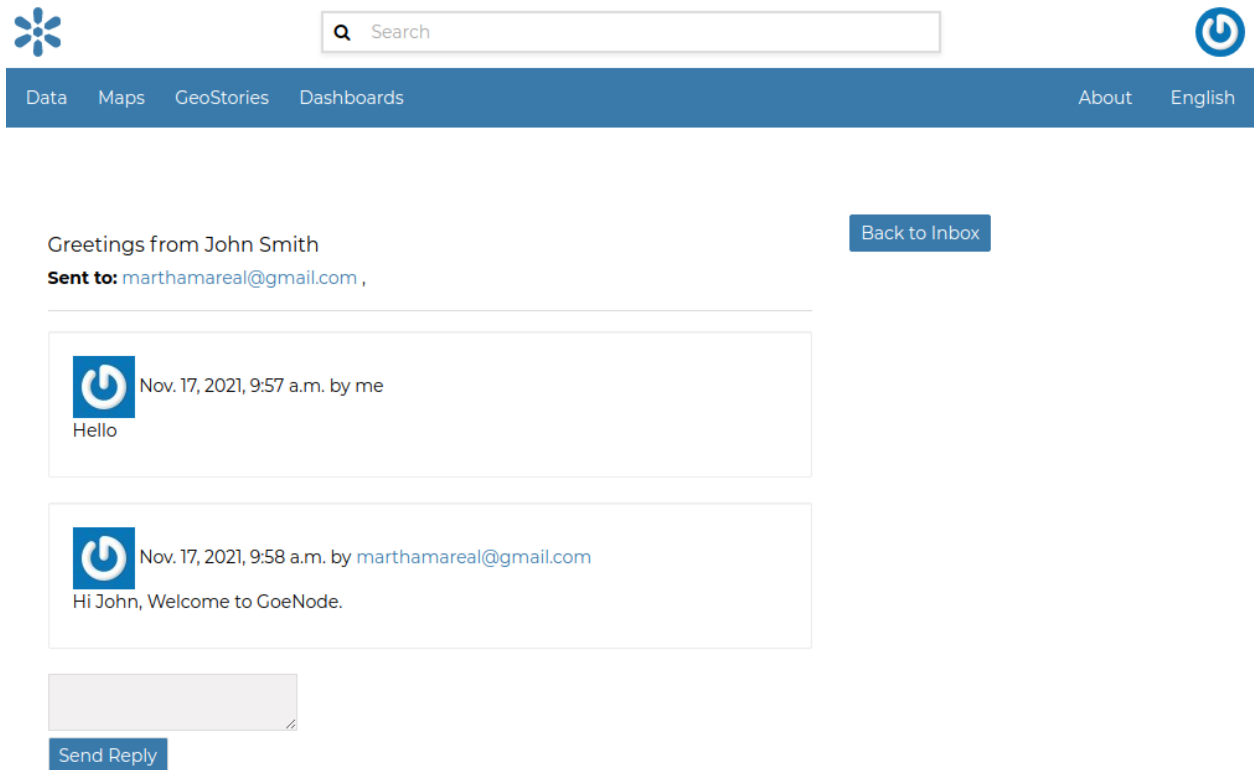 Search
Data Maps GeoStories Dashboards About English
Back to Inbox
Greetings from John Smith
Sent to: marthamareal@gmail.com ,
Nov. 17, 2021, 9:57 a.m. by me
Hello
Nov. 17, 2021, 9:58 a.m. by marthamareal@gmail.com
Hi John, Welcome to GoeNode.
Send Reply